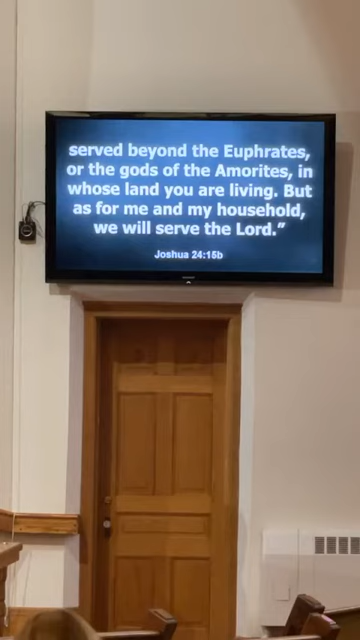 served beyond the Euphrates,
or the gods of the Amorites, in
whose land you are living. But
as for me and my household,
we will serve the Lord.”
Joshua 24:15b